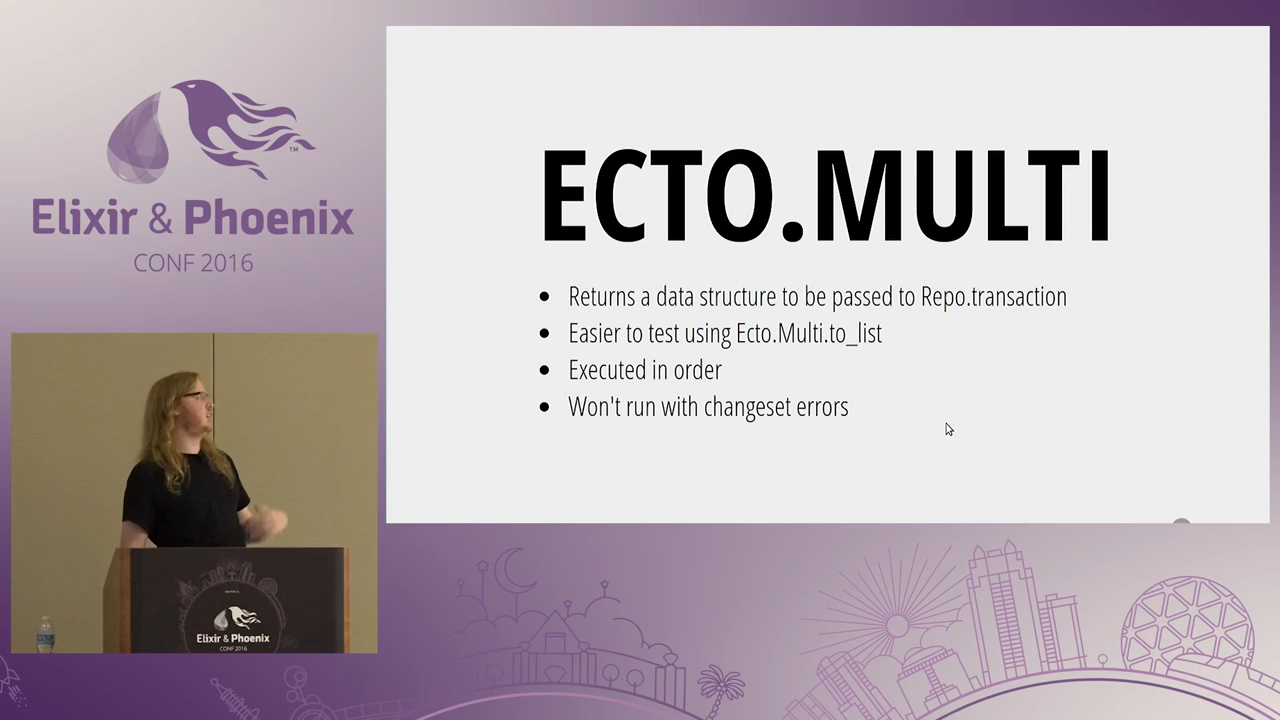 Elixir & Phoenix
TM
CONF 2016
ECTO.MULTI
Returns a data structure to be passed to Repo.transaction
Easier to test using Ecto.Multi.to_list
Executed in order
Won't run with changeset errors
Elixir & Phoenix
CONF 2016